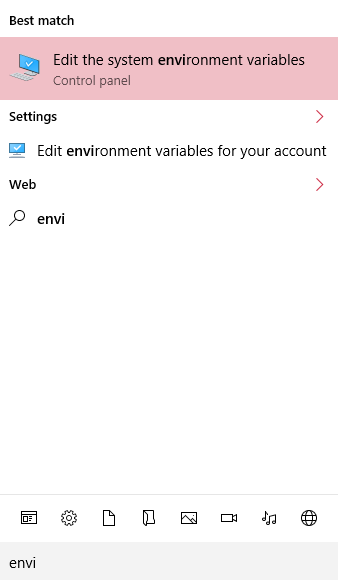 Best match
Edit the system environment variables
Control panel
Settings
Edit environment variables for your account
Web
envi
envi